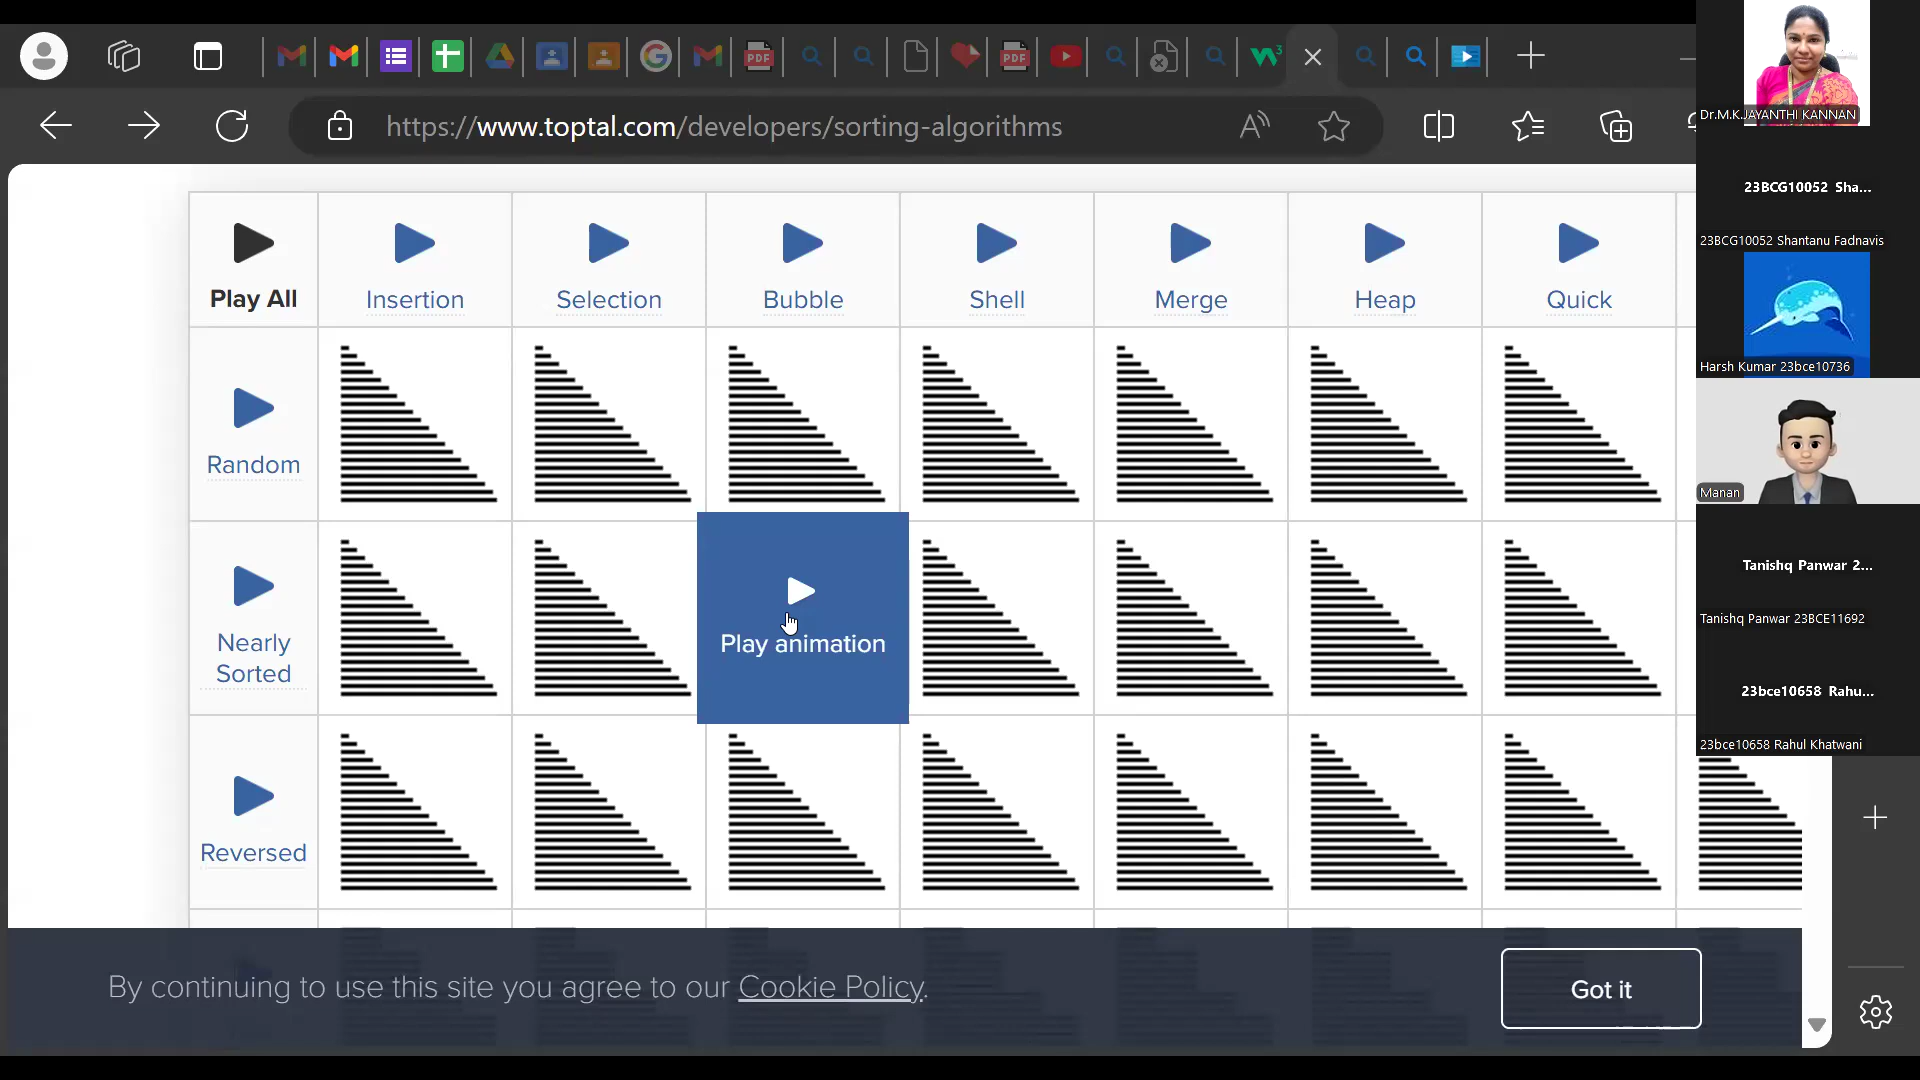 PDF
PDF
3
https://www.toptal.com/developers/sorting-algorithms
Play All
Insertion
Selection
Bubble
Shell
Merge
Heap
Quick
Random
Nearly
Sorted
Play animation
Reversed
By continuing to use this site you agree to our Cookie Policy.
Got it
Dr.M.K.JAYANTHI KANNAN
23BCG10052 Sha...
23BCG10052 Shantanu Fadnavis
Harsh Kumar 23bce10736
Manan
Tanishq Panwar 2...
Tanishq Panwar 23BCE11692
23bce10658 Rahu...
23bce10658 Rahul Khatwani